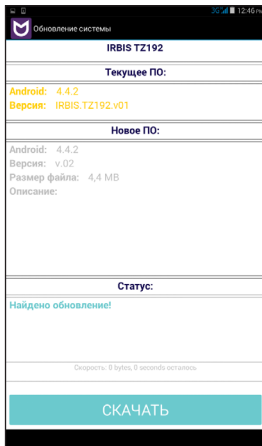 3G 12:46
Обновление системы
IRBIS TZ192
Текущее ПО:
Android: 4.4.2
Версия: IRBIS,TZ192.v01
Новое ПО:
Android: 4.4.2
Версия: v.02
Размер файла: 4,4 MB
Описание:
Статус:
Найдено обновление!
Скорость: 0 bytes, 0 seconds осталось
СКАЧАТЬ